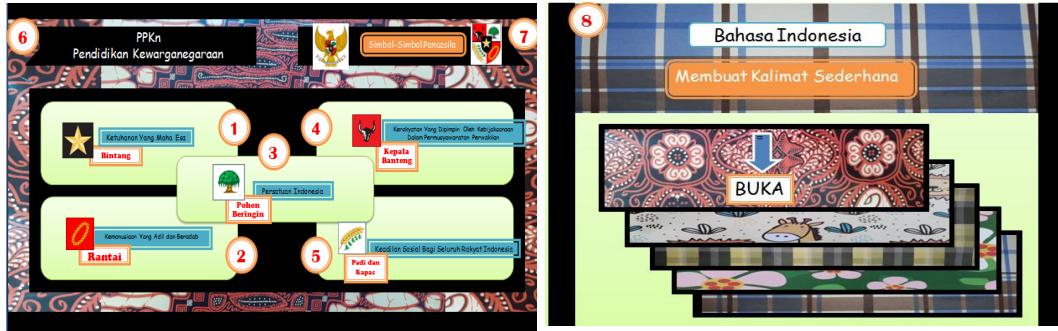 6
PPKn
Pendidikan Kewarganegaraan
Simbol-Simbol Pancasila
7
1
Ketuhanan Yang Maha Esa
Bintang
4
Kerakyatan Yang Dipimpin Oleh Kebijaksanaan
Dalam Permusyawaratan Perwakilan
Kepala
Banteng
3
Persatuan Indonesia
Pohon
Beringin
Kemanusiaan Yang Adil dan Beradab
Rantai
2
5
Keadilan Sosial Bagi Seluruh Rakyat Indonesia
Padi dan
Kapas
8
Bahasa Indonesia
Membuat Kalimat Sederhana
BUKA